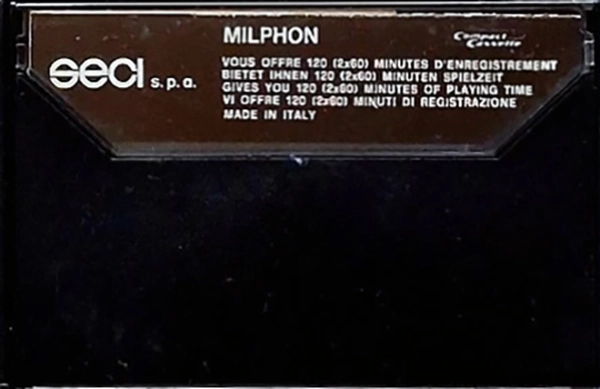 MILPHON
Compact
Cassette
seci s.p.a.
VOUS OFFRE 120 (2x60) MINUTES D'ENREGISTREMENT
BIETET IHNEN 120 (2x60) MINUTEN SPIELZEIT
GIVES YOU 120 (2x60) MINUTES OF PLAYING TIME
VI OFFRE 120 (2x60) MINUTI DI REGISTRAZIONE
MADE IN ITALY